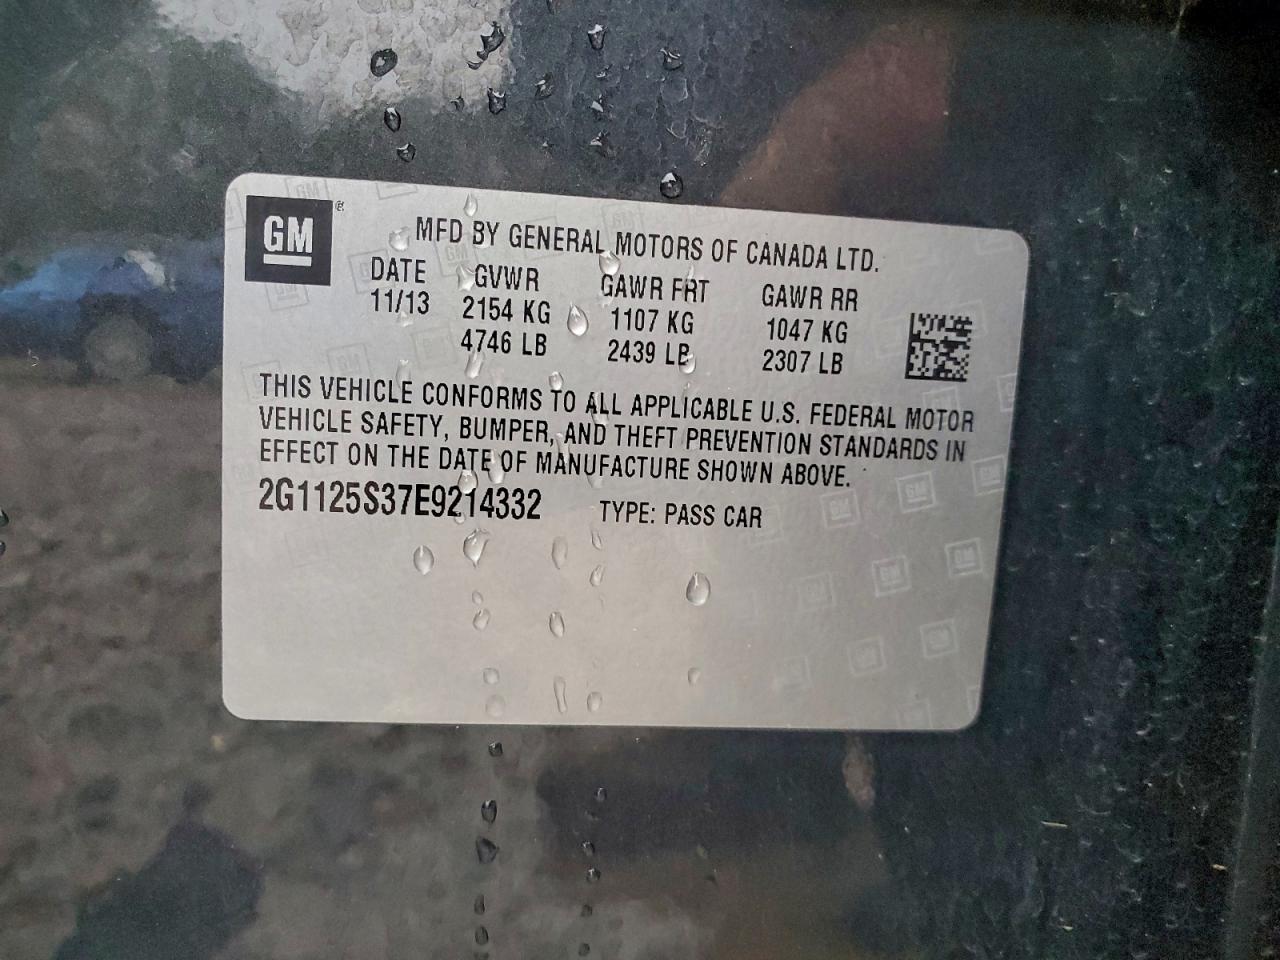 GM
MFD BY GENERAL MOTORS OF CANADA LTD.
DATE GVWR GAWR FRT GAWR RR
11/13 2154 KG 1107 KG 1047 KG
4746 LB 2439 LB 2307 LB
THIS VEHICLE CONFORMS TO ALL APPLICABLE U.S. FEDERAL MOTOR
VEHICLE SAFETY, BUMPER, AND THEFT PREVENTION STANDARDS IN
EFFECT ON THE DATE OF MANUFACTURE SHOWN ABOVE.
2G1125S37E9214332 TYPE: PASS CAR